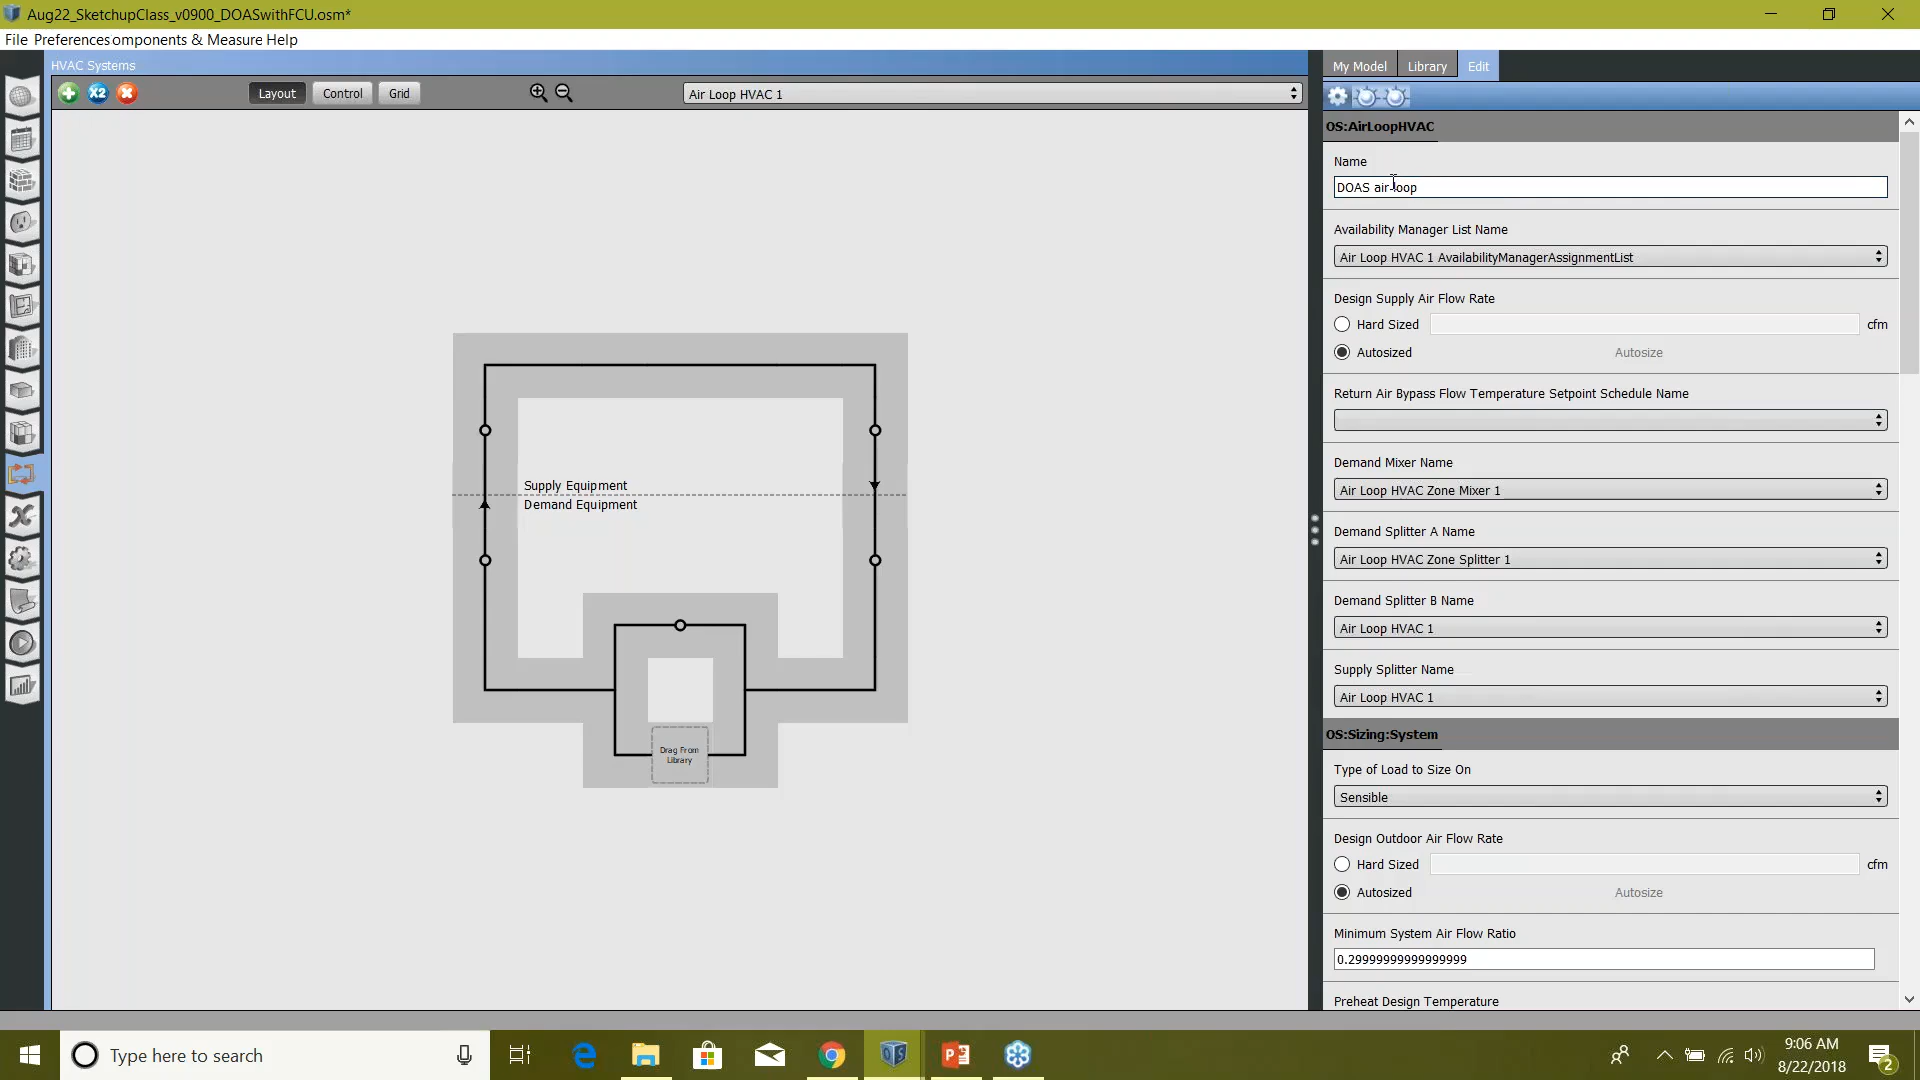 Aug22_SketchupClass_v0900_DOASwithFCU.osm*
File Preferences omponents & Measure Help
HVAC Systems
My Model Library Edit
X2 Layout Control Grid Air Loop HVAC 1
OS:AirLoopHVAC
Name
DOAS air loop
Availability Manager List Name
Air Loop HVAC 1 AvailabilityManagerAssignmentList
Design Supply Air Flow Rate
Hard Sized cfm
Autosized Autosize
Return Air Bypass Flow Temperature Setpoint Schedule Name
Demand Mixer Name
Air Loop HVAC Zone Mixer 1
Supply Equipment
Demand Equipment
Demand Splitter A Name
Air Loop HVAC Zone Splitter 1
Demand Splitter B Name
Air Loop HVAC 1
Supply Splitter Name
Air Loop HVAC 1
OS:Sizing:System
Drag From
Library
Type of Load to Size On
Sensible
Design Outdoor Air Flow Rate
Hard Sized cfm
Autosized Autosize
Minimum System Air Flow Ratio
0.29999999999999999
Preheat Design Temperature
Type here to search
9:06 AM
8/22/2018
2